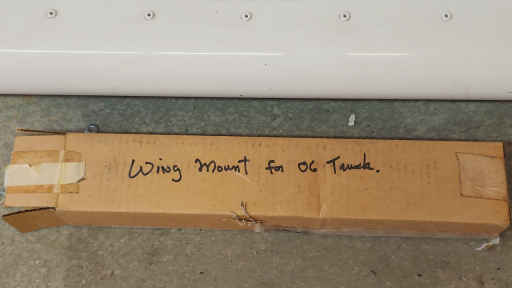 Wing Mount for 06 Truck.